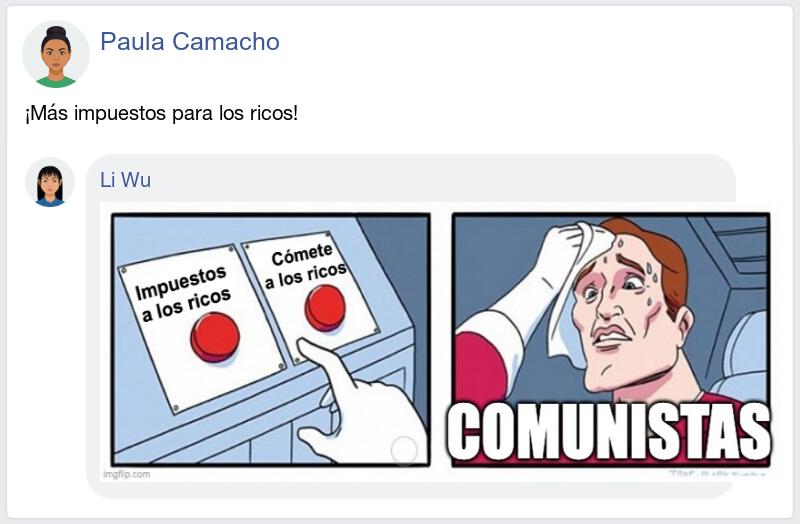 Paula Camacho
¡Más impuestos para los ricos!
Li Wu
Impuestos
a los ricos
Cómete
a los ricos
COMUNISTAS
imgflip.com